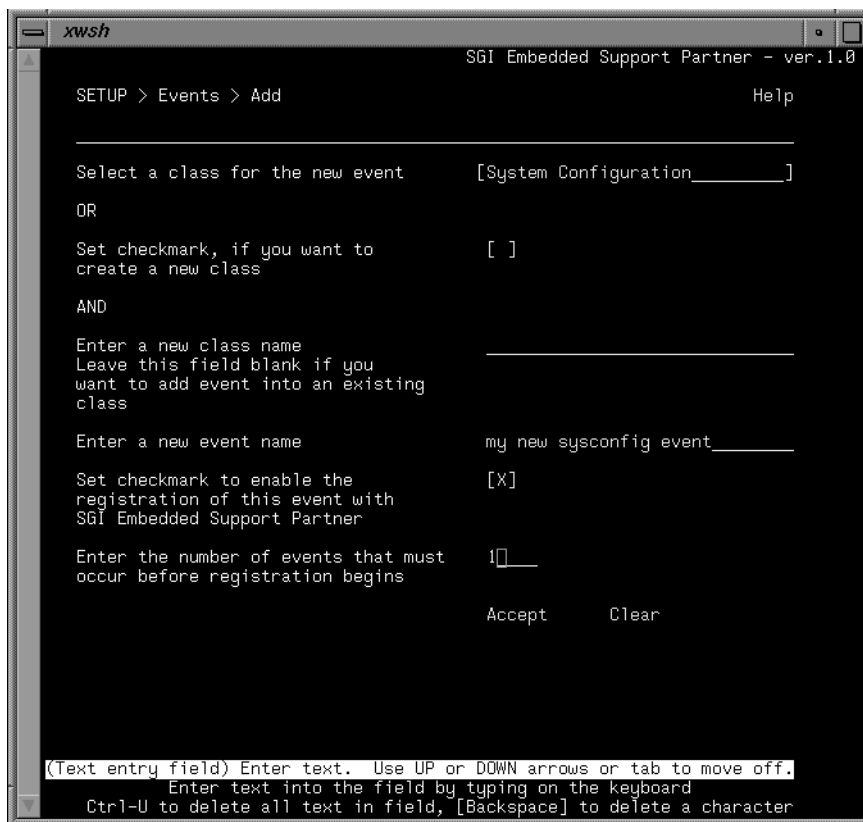 xwsh
SGI Embedded Support Partner - ver.1.0
SETUP > Events > Add Help
Select a class for the new event [System Configuration_________]
OR
Set checkmark, if you want to [ ]
create a new class
AND
Enter a new class name
Leave this field blank if you
want to add event into an existing
class
Enter a new event name my new sysconfig event________
Set checkmark to enable the [X]
registration of this event with
SGI Embedded Support Partner
Enter the number of events that must 1
occur before registration begins
Accept Clear
(Text entry field) Enter text. Use UP or DOWN arrows or tab to move off.
Enter text into the field by typing on the keyboard
Ctrl-U to delete all text in field, [Backspace] to delete a character